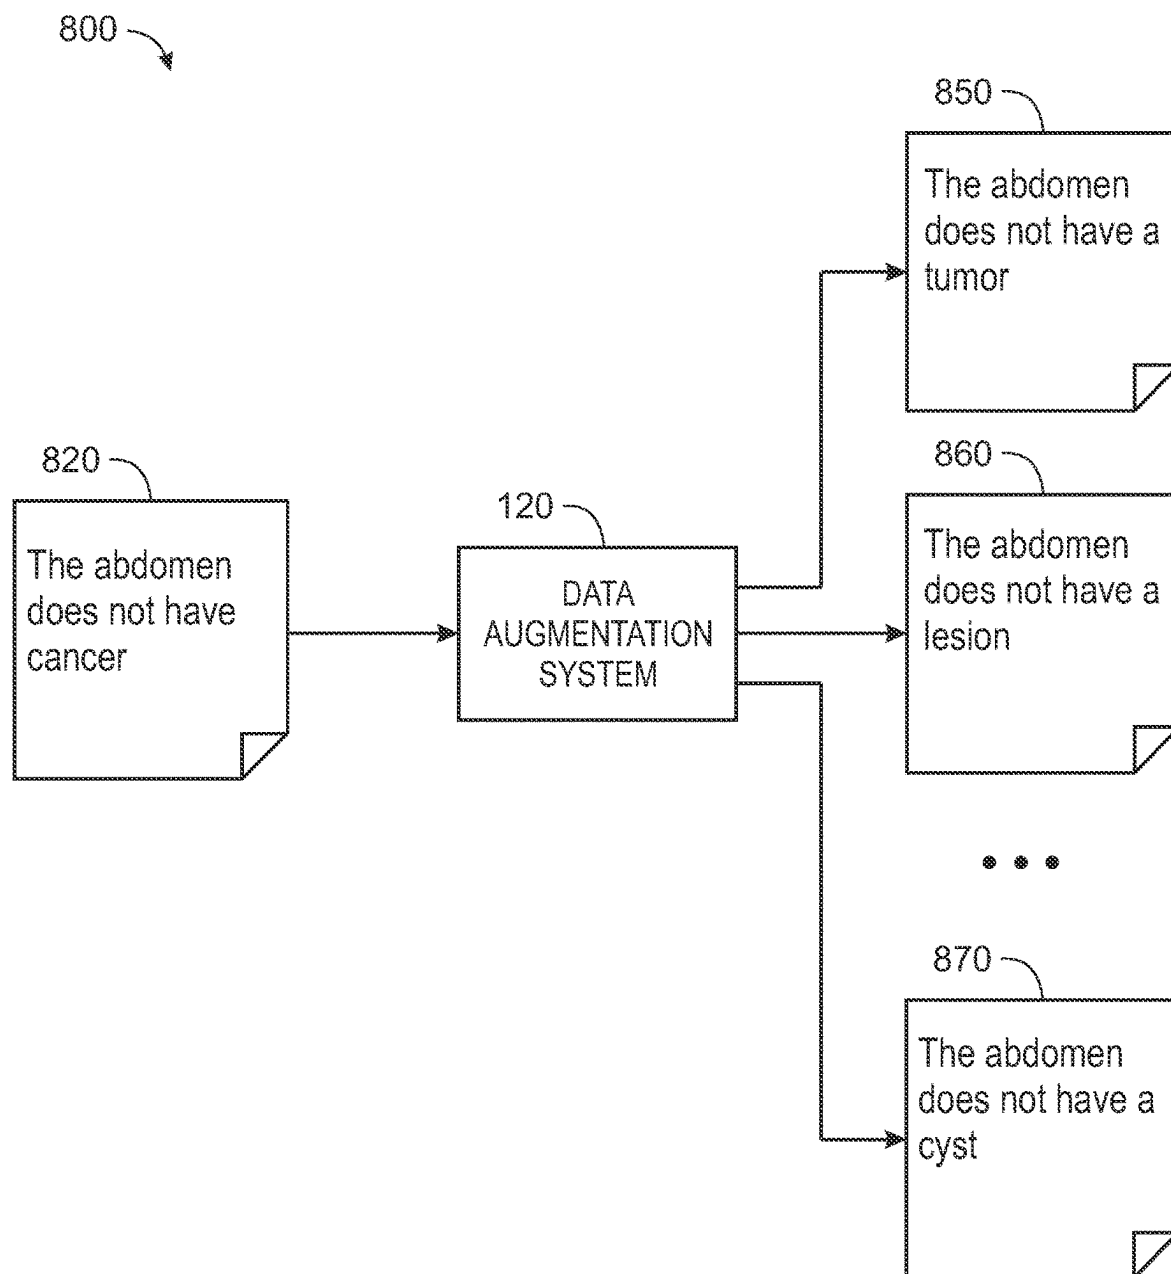 800
850
The abdomen
does not have a
tumor
820
The abdomen
does not have
cancer
120
DATA
AUGMENTATION
SYSTEM
860
The abdomen
does not have a
lesion
870
The abdomen
does not have a
cyst